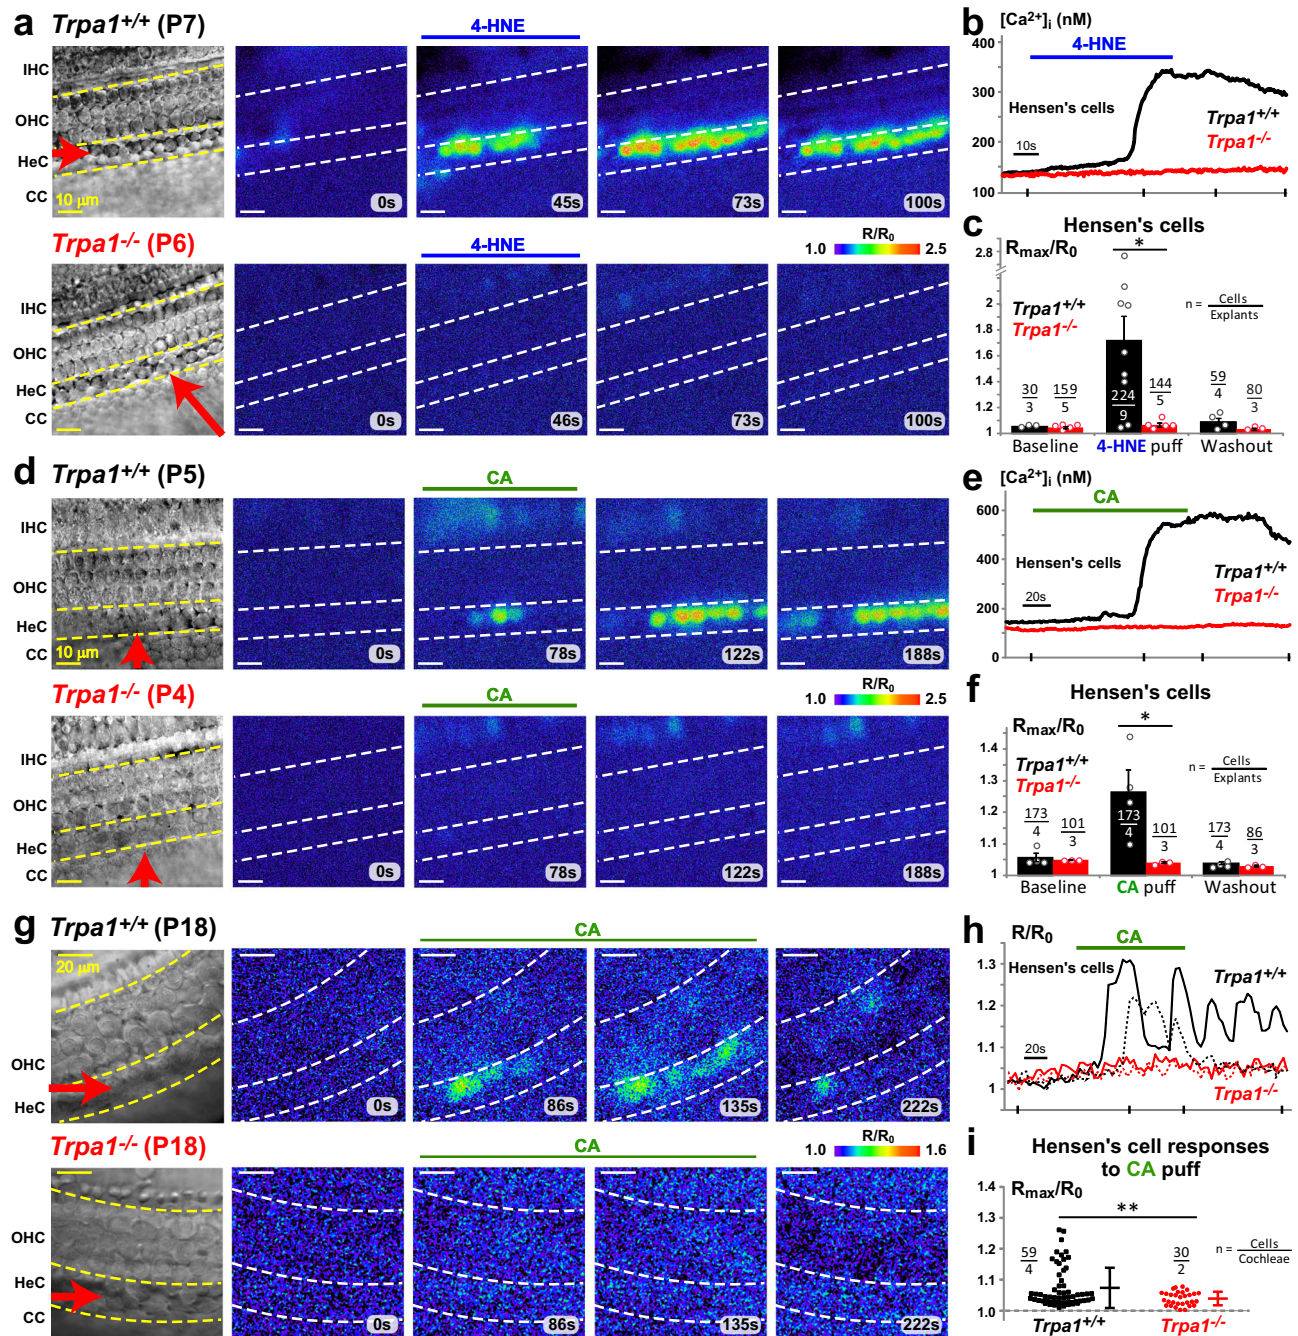 a
Trpa1+/+ (P7)
4-HNE
IHC
OHC
HeC
CC
10 µm
0s
45s
73s
100s
Trpa1-/- (P6)
4-HNE
R/R0
1.0
2.5
IHC
OHC
HeC
CC
0s
46s
73s
100s
b
[Ca2+]i (nM)
4-HNE
400
300
200
100
Hensen's cells
10s
Trpa1+/+
Trpa1-/-
c
Hensen's cells
Rmax/R0
*
2.8
2
1.8
1.6
1.4
1.2
1
Trpa1+/+
Trpa1-/-
n = Cells
Explants
30
3
159
5
224
9
144
5
59
4
80
3
Baseline
4-HNE puff
Washout
d
Trpa1+/+ (P5)
CA
IHC
OHC
HeC
CC
10 µm
0s
78s
122s
188s
Trpa1-/- (P4)
CA
R/R0
1.0
2.5
IHC
OHC
HeC
CC
0s
78s
122s
188s
e
[Ca2+]i (nM)
CA
600
400
200
0
Hensen's cells
20s
Trpa1+/+
Trpa1-/-
f
Hensen's cells
Rmax/R0
*
1.4
1.3
1.2
1.1
1
Trpa1+/+
Trpa1-/-
n = Cells
Explants
173
4
101
3
173
4
101
3
173
4
86
3
Baseline
CA puff
Washout
g
Trpa1+/+ (P18)
CA
20 µm
OHC
HeC
0s
86s
135s
222s
Trpa1-/- (P18)
CA
R/R0
1.0
1.6
OHC
HeC
CC
0s
86s
135s
222s
h
R/R0
CA
1.3
1.2
1.1
1
Hensen's cells
20s
Trpa1+/+
Trpa1-/-
i
Hensen's cell responses
to CA puff
Rmax/R0
1.4
1.3
1.2
1.1
1.0
**
59
4
30
2
n = Cells
Cochleae
Trpa1+/+
Trpa1-/-